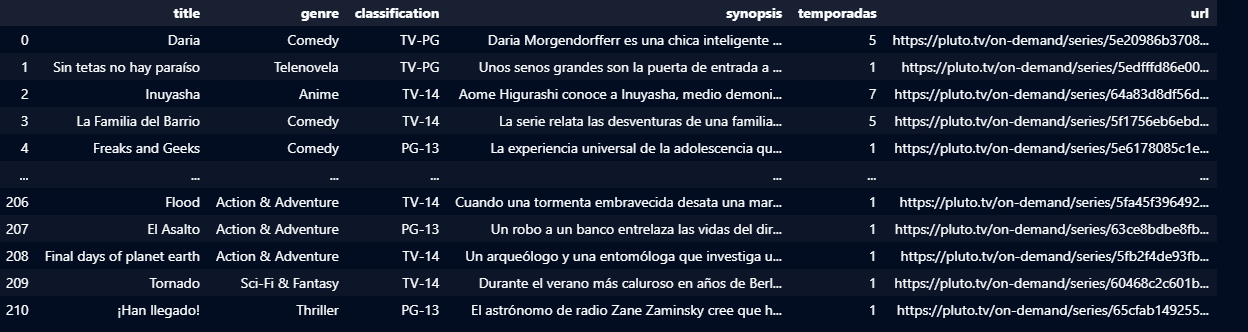 title genre classification synopsis temporadas url
0 Daria Comedy TV-PG Daria Morgendorfferr es una chica inteligente ... 5 https://pluto.tv/on-demand/series/5e20986b3708...
1 Sin tetas no hay paraíso Telenovela TV-PG Unos senos grandes son la puerta de entrada a ... 1 https://pluto.tv/on-demand/series/5edfffd86e00...
2 Inuyasha Anime TV-14 Aome Higurashi conoce a Inuyasha, medio demoni... 7 https://pluto.tv/on-demand/series/64a83d8df56d...
3 La Familia del Barrio Comedy TV-14 La serie relata las desventuras de una familia... 5 https://pluto.tv/on-demand/series/5f1756eb6ebd...
4 Freaks and Geeks Comedy PG-13 La experiencia universal de la adolescencia qu... 1 https://pluto.tv/on-demand/series/5e6178085c1e...
... ... ... ... ... ... ...
206 Flood Action & Adventure TV-14 Cuando una tormenta embravecida desata una mar... 1 https://pluto.tv/on-demand/series/5fa45f396492...
207 El Asalto Action & Adventure PG-13 Un robo a un banco entrelaza las vidas del dir... 1 https://pluto.tv/on-demand/series/63ce8bdbe8fb...
208 Final days of planet earth Action & Adventure TV-14 Un arqueólogo y una entomóloga que investiga u... 1 https://pluto.tv/on-demand/series/5fb2f4de93fb...
209 Tornado Sci-Fi & Fantasy TV-14 Durante el verano más caluroso en años de Berl... 1 https://pluto.tv/on-demand/series/60468c2c601b...
210 ¡Han llegado! Thriller PG-13 El astrónomo de radio Zane Zaminsky cree que h... 1 https://pluto.tv/on-demand/series/65cfab149255...